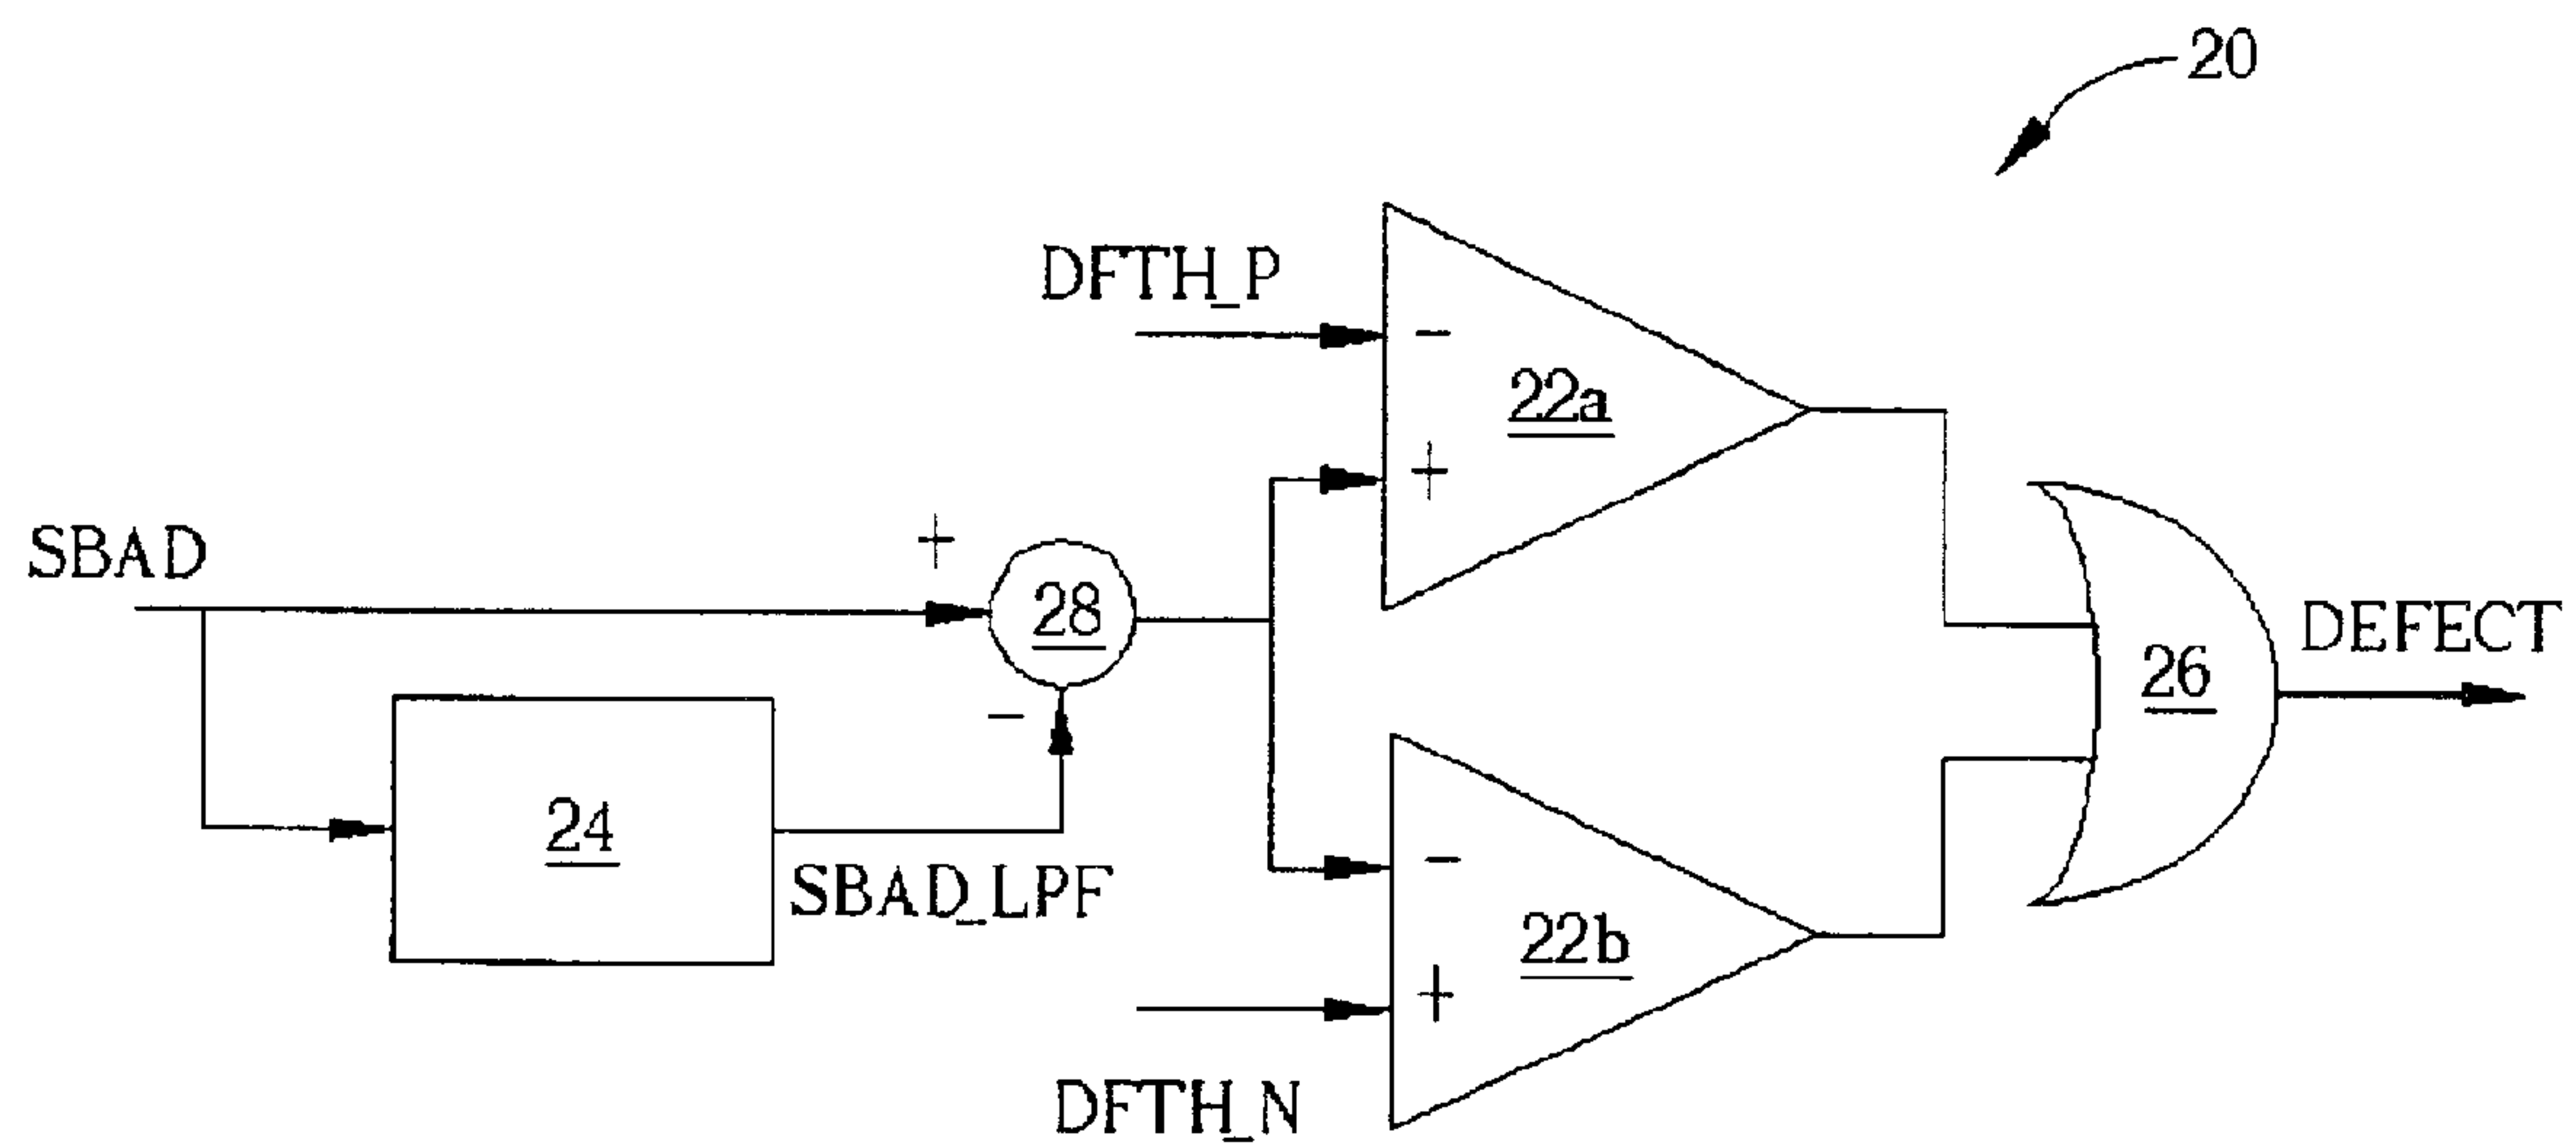 20
DFTH_P
-
22a
+
SBAD
+
28
-
24
SBAD_LPF
26
DEFECT
-
22b
+
DFTH_N